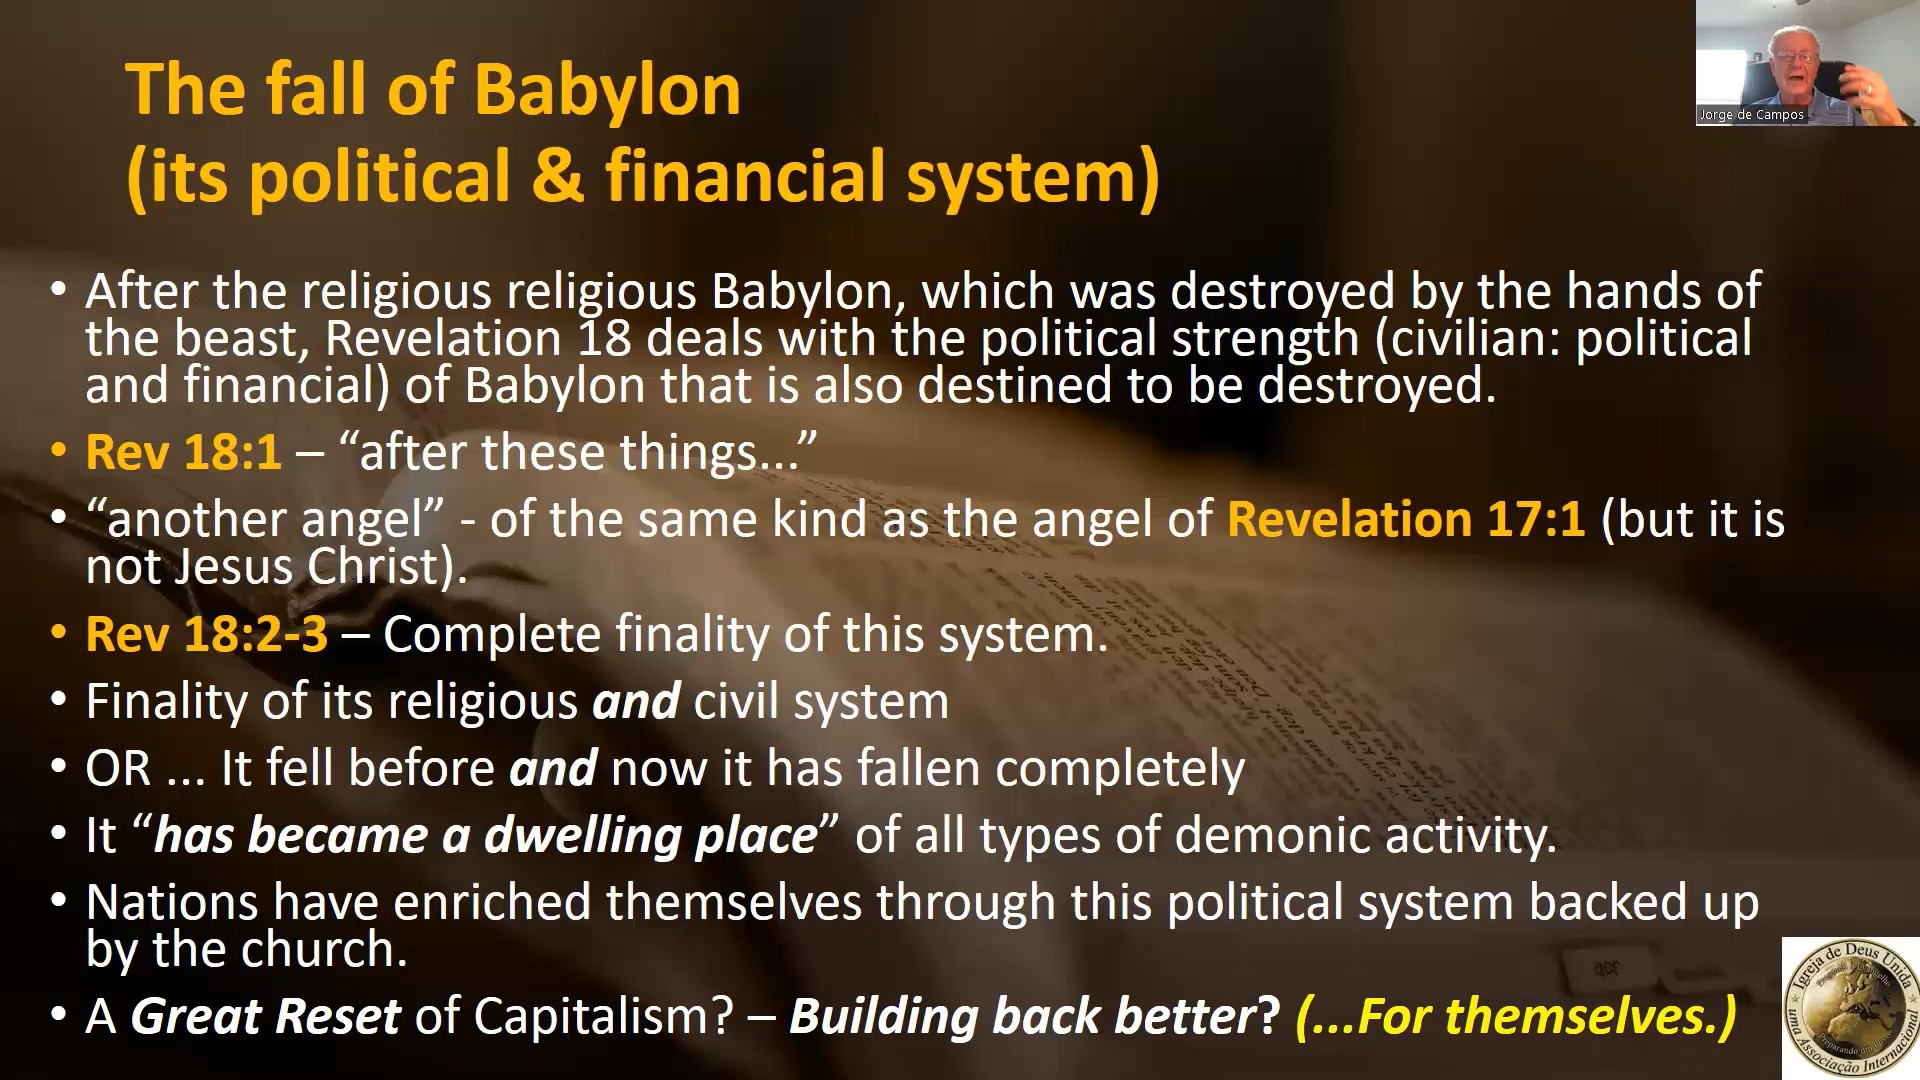 The fall of Babylon
(its political & financial system)
Jorge de Campos
• After the religious religious Babylon, which was destroyed by the hands of
the beast, Revelation 18 deals with the political strength (civilian: political
and financial) of Babylon that is also destined to be destroyed.
• Rev 18:1 – “after these things...”
• “another angel” - of the same kind as the angel of Revelation 17:1 (but it is
not Jesus Christ).
• Rev 18:2-3 – Complete finality of this system.
• Finality of its religious and civil system
• OR ... It fell before and now it has fallen completely
• It “has became a dwelling place” of all types of demonic activity.
• Nations have enriched themselves through this political system backed up
by the church.
• A Great Reset of Capitalism? – Building back better? (...For themselves.)
Igreja de Deus Unida
uma Associação Internacional